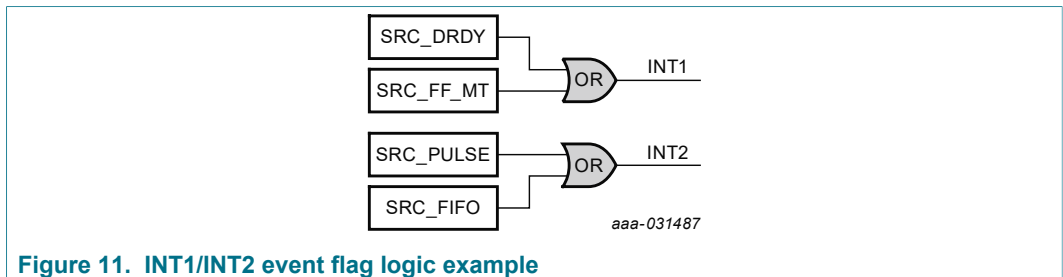 SRC_DRDY
SRC_FF_MT
OR
INT1
SRC_PULSE
SRC_FIFO
OR
INT2
aaa-031487
Figure 11. INT1/INT2 event flag logic example